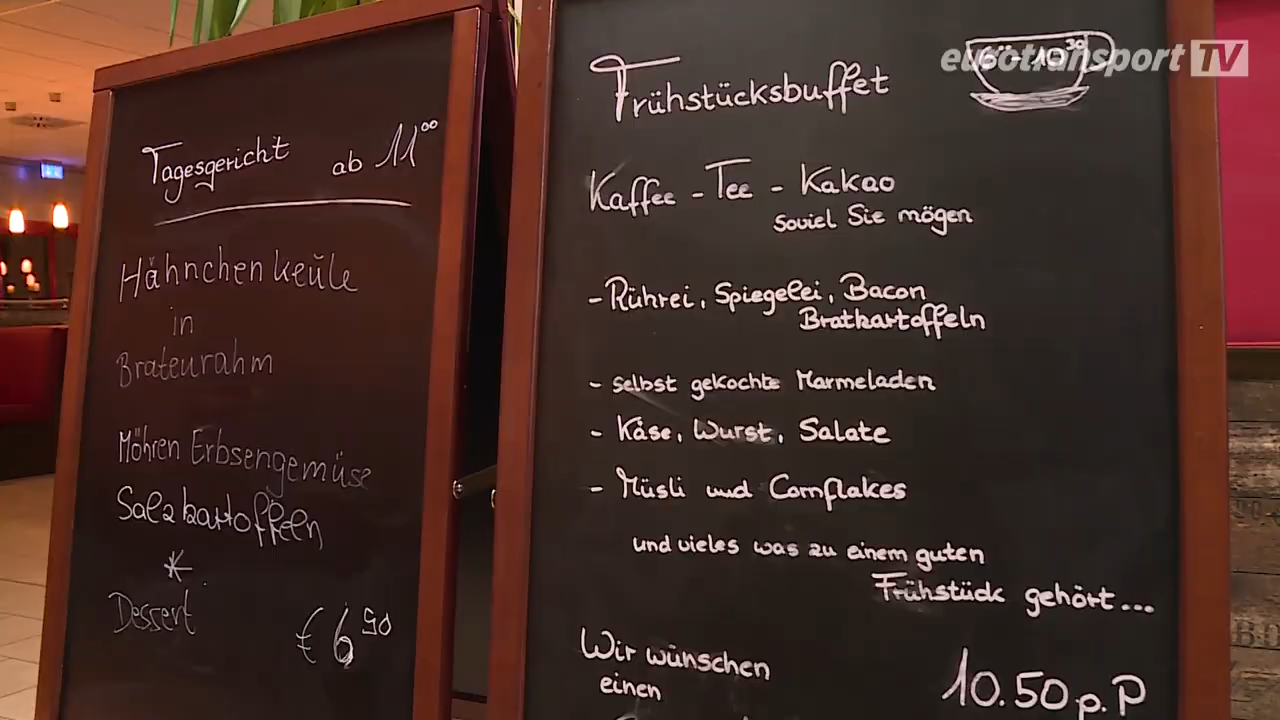 eurotransport TV
Tagesgericht ab 11⁰⁰
Hähnchenkeule
in
Bratenrahm
Möhren Erbsengemüse
Salzkartoffeln
*
Dessert
€ 6⁹⁰
Frühstücksbuffet
6⁰⁰ - 10³⁰
Kaffee - Tee - Kakao
Soviel Sie mögen
- Rührei, Spiegelei, Bacon
Bratkartoffeln
- selbst gekochte Marmeladen
- Käse, Wurst, Salate
- Müsli und Cornflakes
und vieles was zu einem guten
Frühstück gehört...
Wir wünschen
einen
10.50 p.P